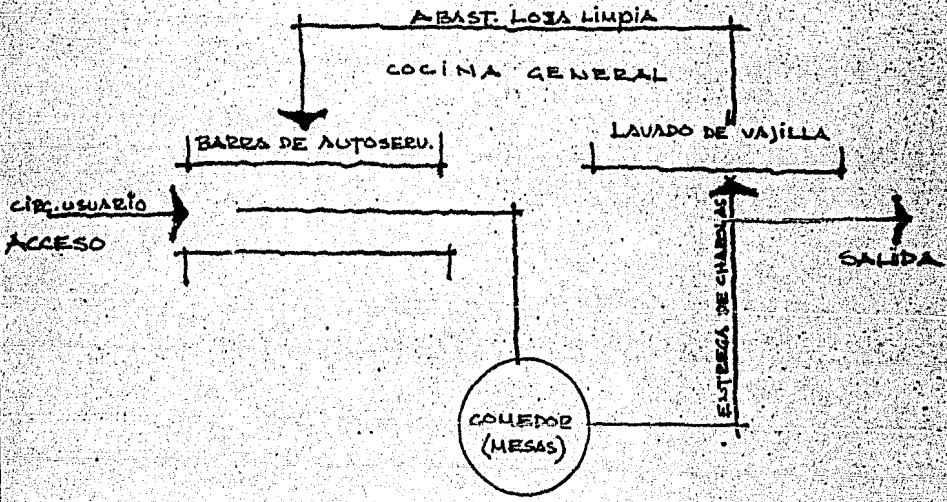 ABAST. LOZA LIMPIA
COCINA GENERAL
BARRA DE AUTOSERV.
LAVADO DE VAJILLA
CIRC. USUARIO
ACCESO
ENTREGA DE CHAROLAS
SALIDA
COMEDOR
(MESAS)